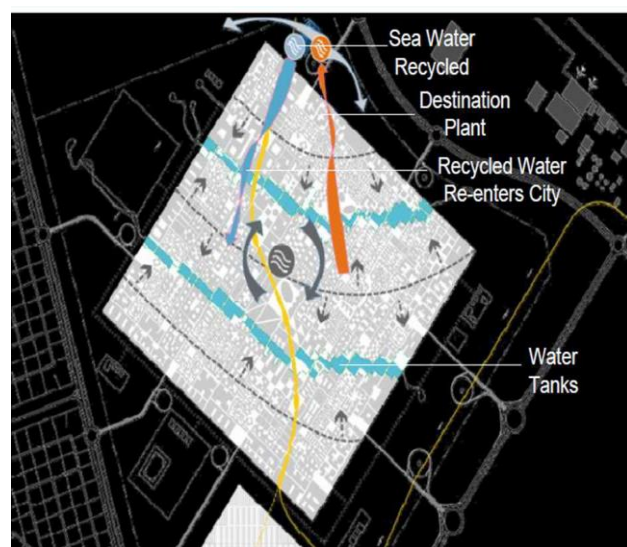 Sea Water
Recycled
Destination
Plant
Recycled Water
Re-enters City
Water
Tanks